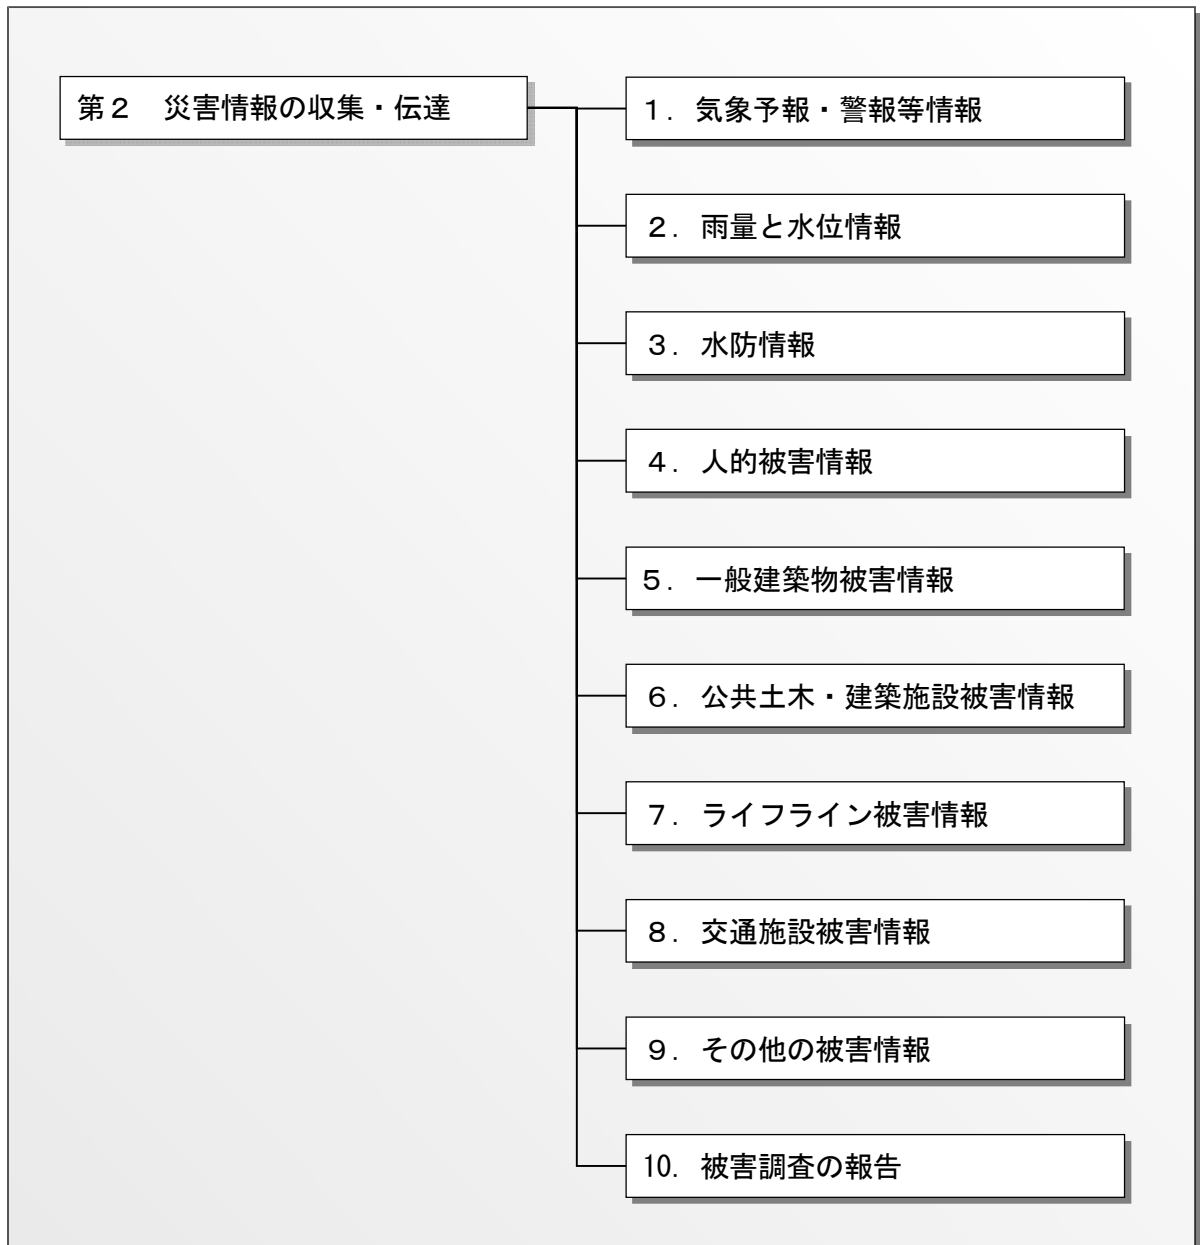 第２　災害情報の収集・伝達
１．気象予報・警報等情報
２．雨量と水位情報
３．水防情報
４．人的被害情報
５．一般建築物被害情報
６．公共土木・建築施設被害情報
７．ライフライン被害情報
８．交通施設被害情報
９．その他の被害情報
10．被害調査の報告